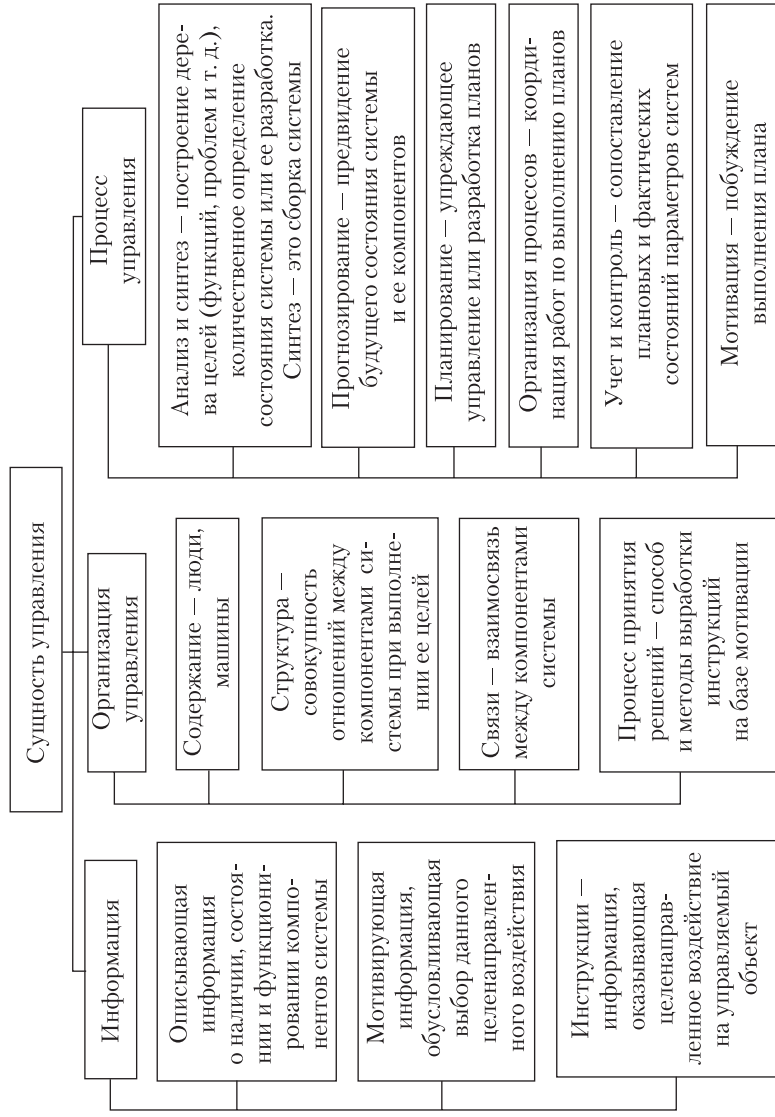 Сущность управления
Информация
Описывающая
информация
о наличии, состоя-
нии и функциони-
ровании компо-
нентов системы
Мотивирующая
информация,
обусловливающая
выбор данного
целенаправлен-
ного воздействия
Инструкции —
информация,
оказывающая
целенаправ-
ленное воздействие
на управляемый
объект
Организация
управления
Содержание — люди,
машины
Структура —
совокупность
отношений между
компонентами си-
стемы при выполне-
нии ее целей
Связи — взаимосвязь
между компонентами
системы
Процесс принятия
решений — способ
и методы выработки
инструкций
на базе мотивации
Процесс
управления
Анализ и синтез — построение дере-
ва целей (функций, проблем и т. д.),
количественное определение
состояния системы или ее разработка.
Синтез — это сборка системы
Прогнозирование — предвидение
будущего состояния системы
и ее компонентов
Планирование — упреждающее
управление или разработка планов
Организация процессов — коорди-
нация работ по выполнению планов
Учет и контроль — сопоставление
плановых и фактических
состояний параметров систем
Мотивация — побуждение
выполнения плана